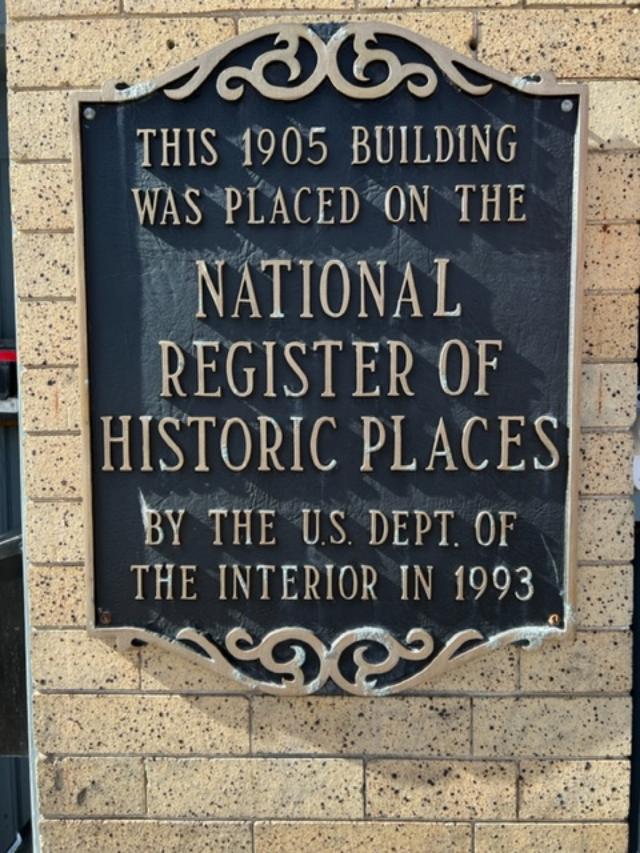 THIS 1905 BUILDING
WAS PLACED ON THE
NATIONAL
REGISTER OF
HISTORIC PLACES
BY THE U.S. DEPT. OF
THE INTERIOR IN 1993